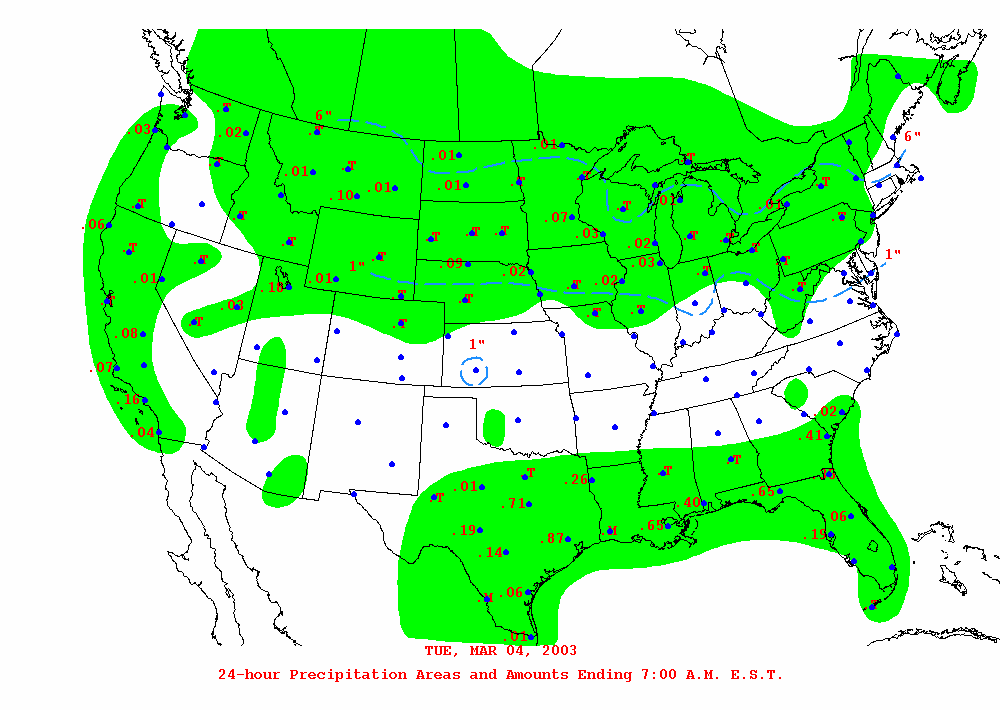 6"
.T
.T
.03
.02
6"
.01
.01
.T
.T
.01
.T
.T
.01
.01
.T
.T
.T
.10
.01
.T
.T
.01
.T
.06
.T
.07
.T
.T
.03
.T
.T
.T
.T
.T
.T
.02
.T
.T
1"
.T
1"
.09
.03
.T
.T
.01
.18
.01
.02
.T
.02
.T
.T
.T
.T
.03
.T
.T
.T
.08
.T
1"
.07
.16
.02
.04
.41
.T
.T
.T
.26
.01
.T
.65
.71
.40
.06
.19
.65
.M
.19
.87
.14
.06
.M
.T
.01
TUE, MAR 04, 2003
24-hour Precipitation Areas and Amounts Ending 7:00 A.M. E.S.T.